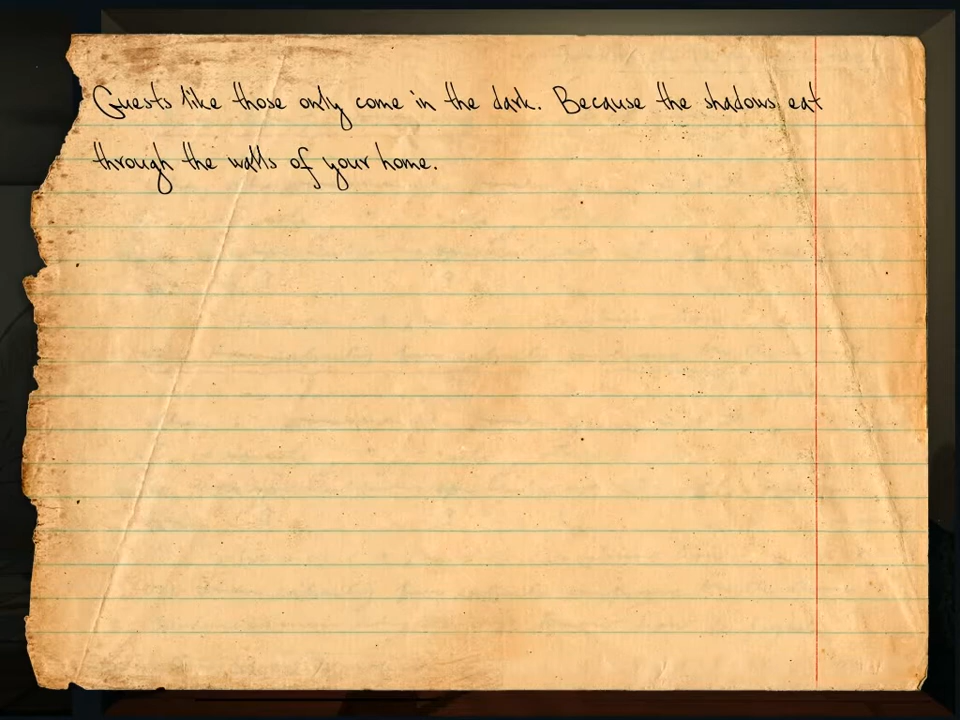 Guests like those only come in the dark. Because the shadows eat
through the walls of your home.